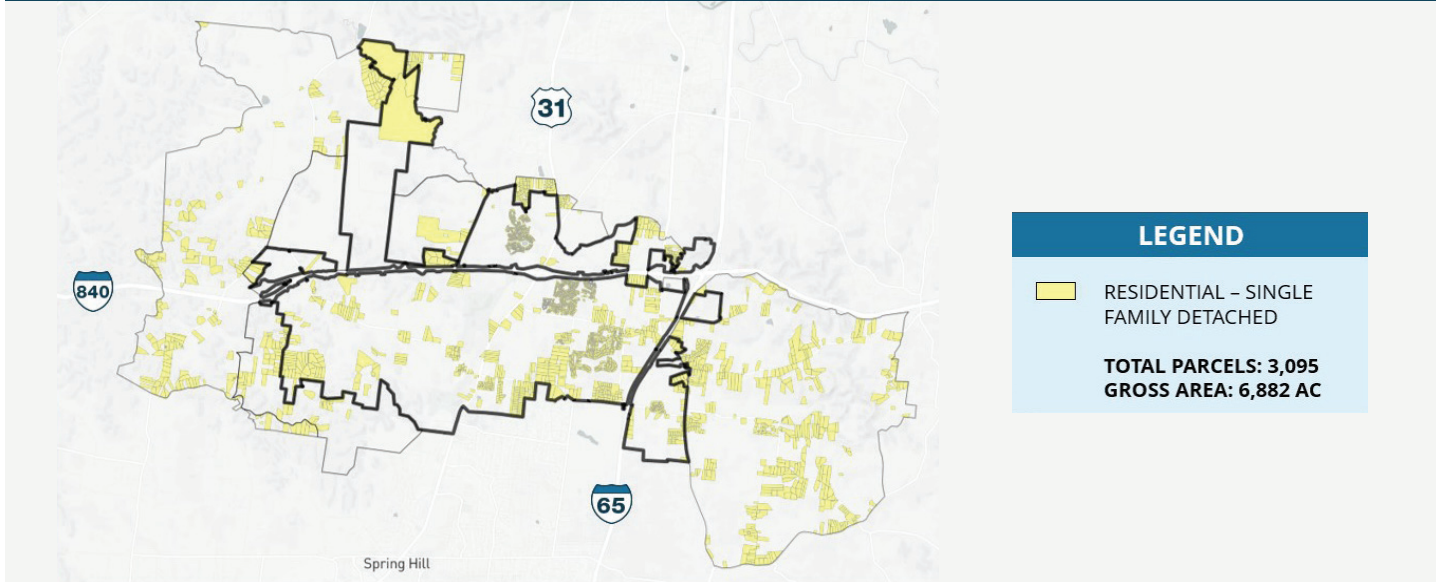 31
LEGEND
840
RESIDENTIAL – SINGLE
FAMILY DETACHED
TOTAL PARCELS: 3,095
GROSS AREA: 6,882 AC
65
Spring Hill